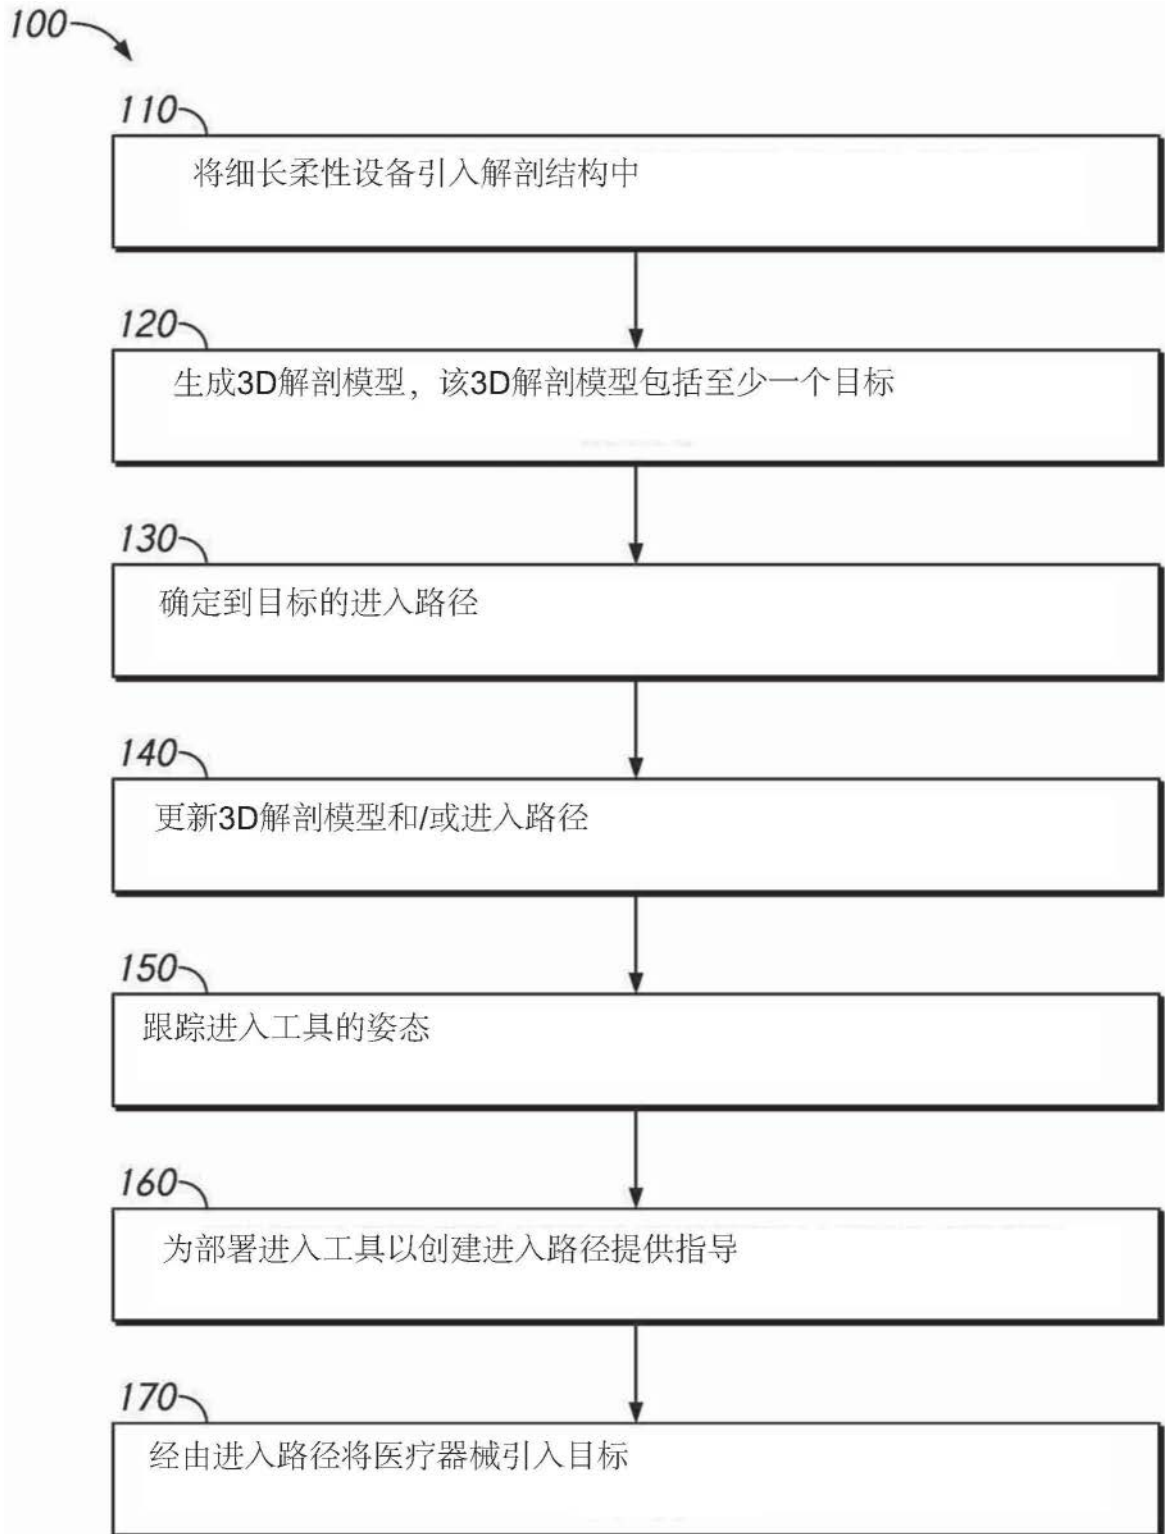 100
110
将细长柔性设备引入解剖结构中
120
生成3D解剖模型，该3D解剖模型包括至少一个目标
130
确定到目标的进入路径
140
更新3D解剖模型和/或进入路径
150
跟踪进入工具的姿态
160
为部署进入工具以创建进入路径提供指导
170
经由进入路径将医疗器械引入目标